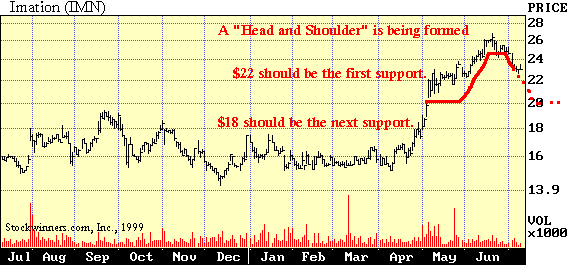 Imation (IMN)
PRICE
A "Head and Shoulder" is being formed
$22 should be the first support.
$18 should be the next support.
28
26
24
22
20
18
16
13.9
VOL
x1000
Stockwinners.com, Inc., 1999
Jul Aug Sep Oct Nov Dec Jan Feb Mar Apr May Jun